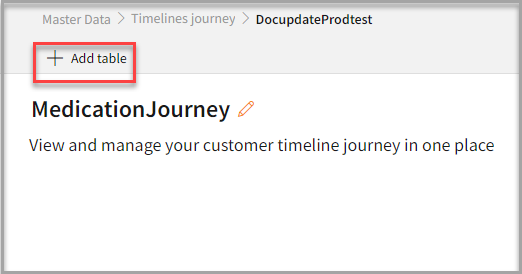 Master Data > Timelines journey > DocupdateProdtest
+ Add table
MedicationJourney
View and manage your customer timeline journey in one place